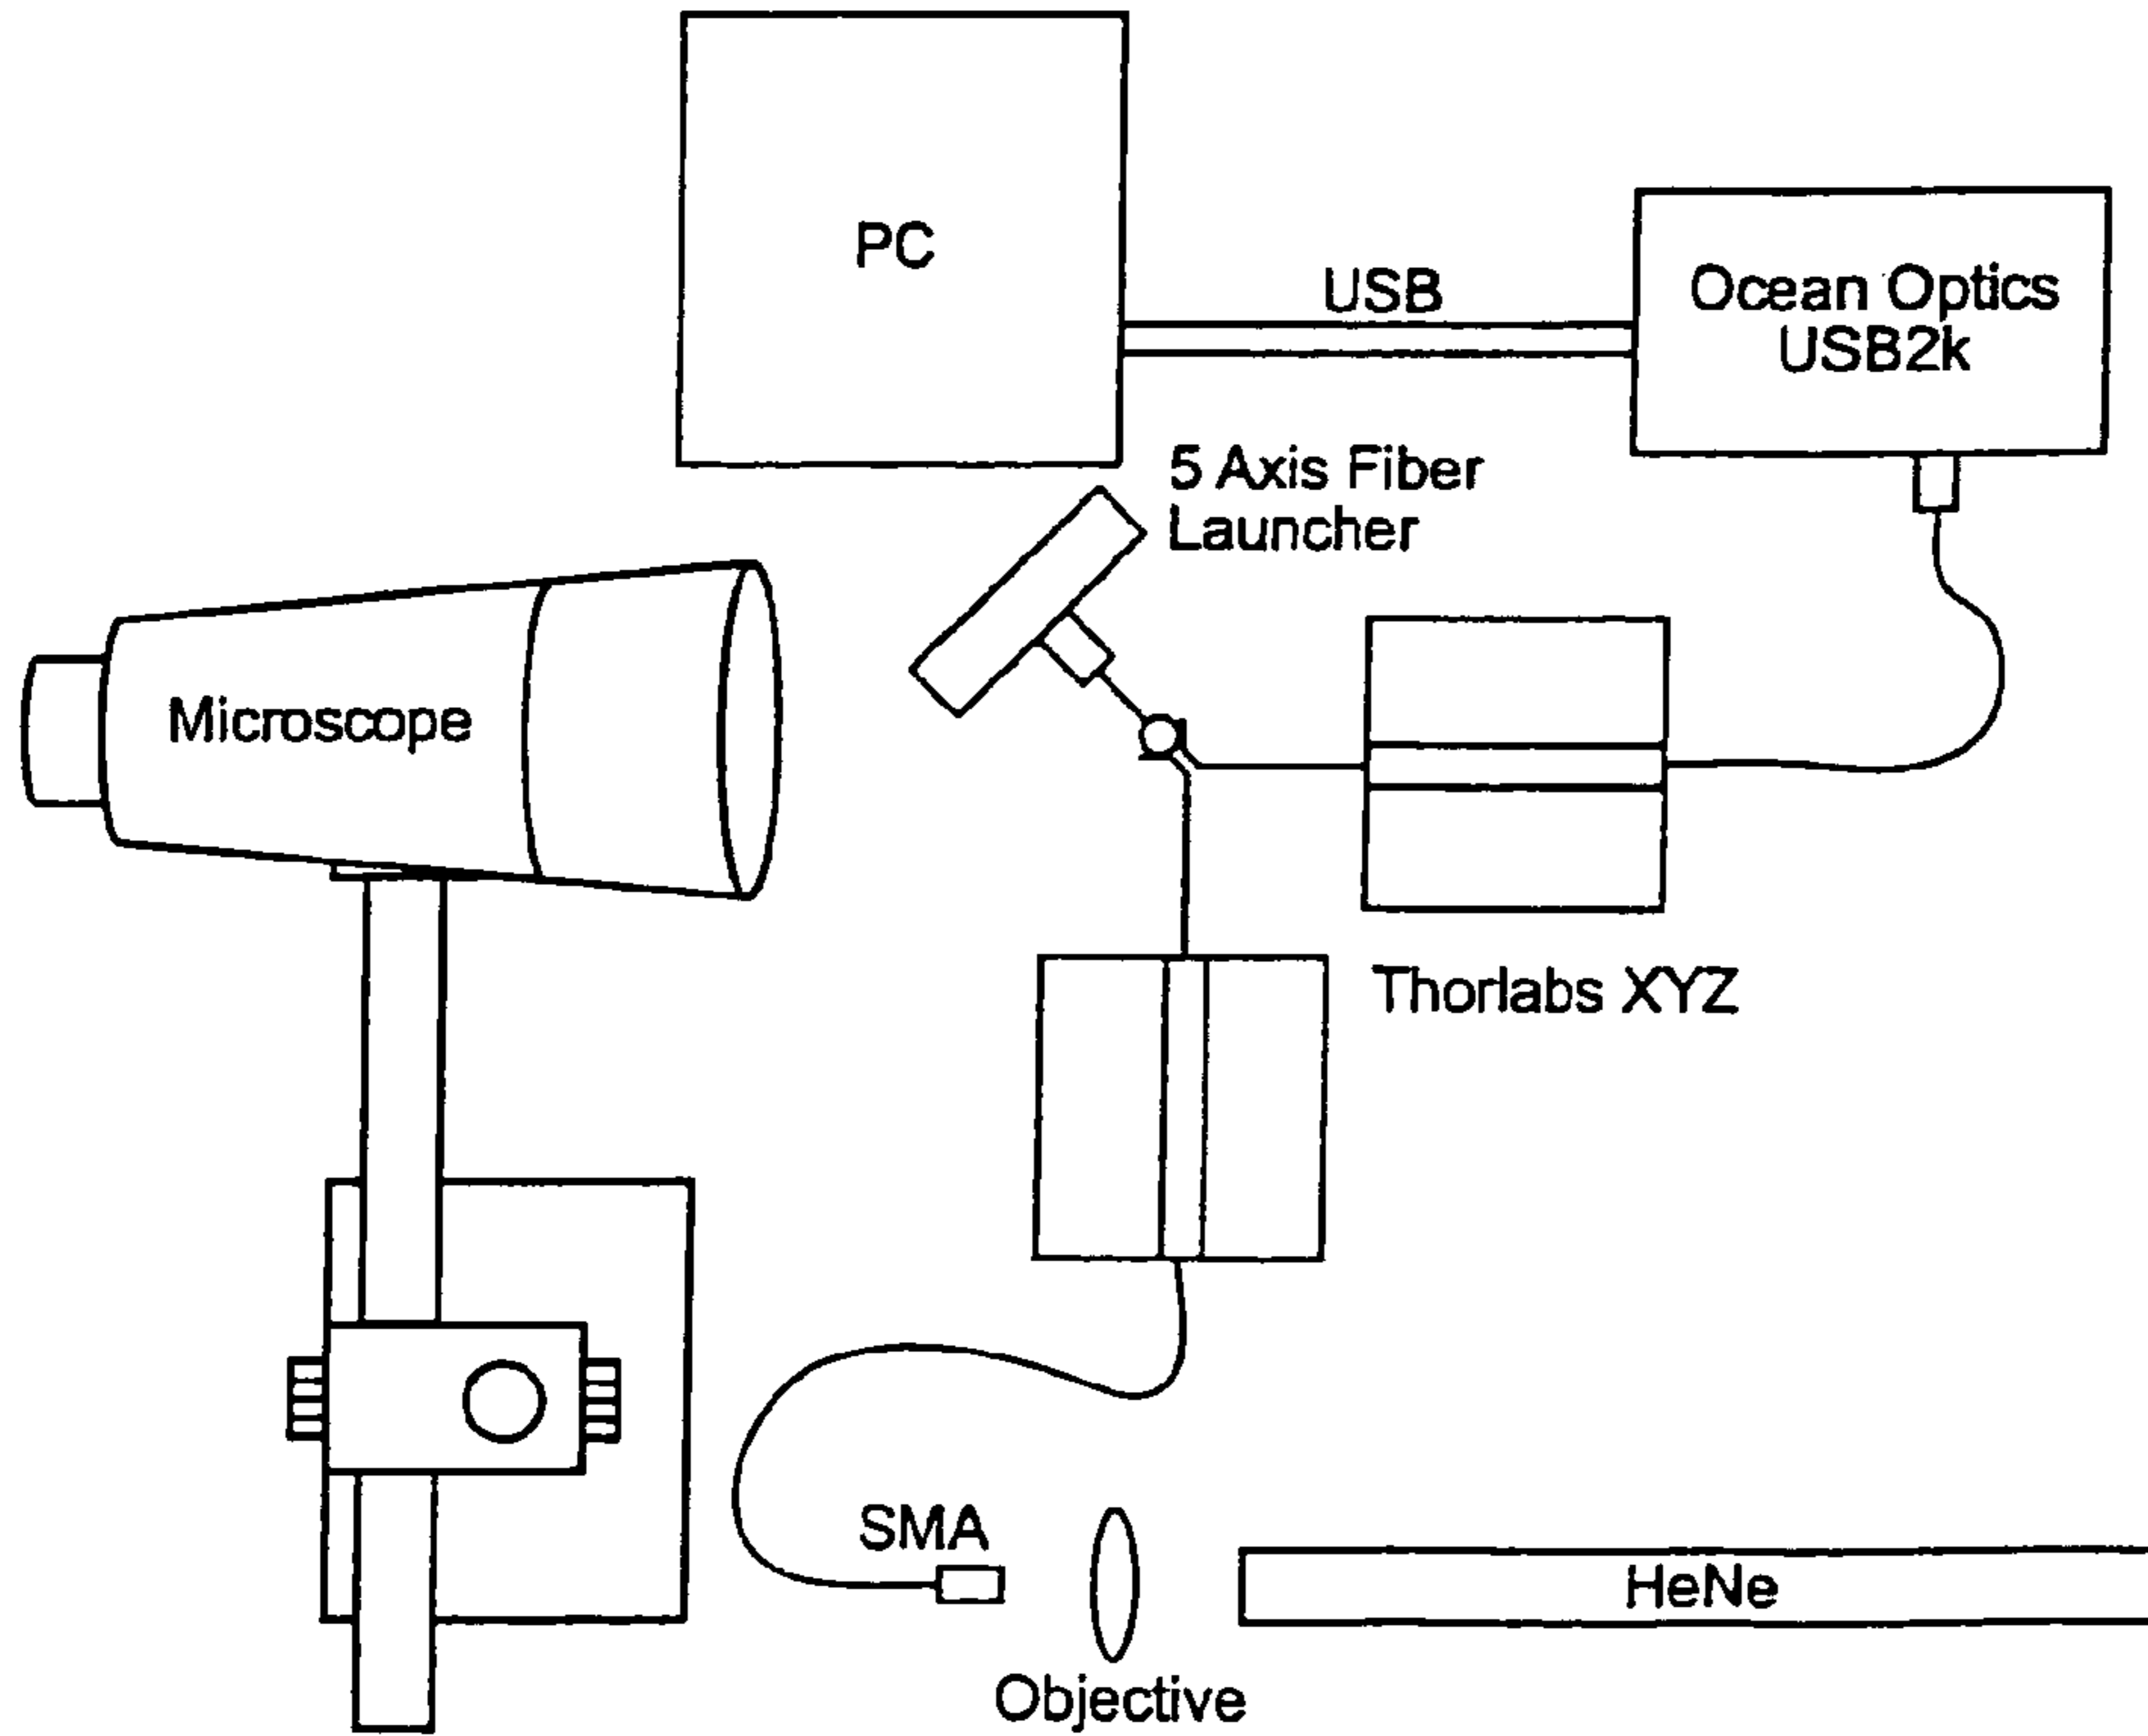 PC
USB
Ocean Optics
USB2k
5 Axis Fiber
Launcher
Microscope
Thorlabs XYZ
SMA
HeNe
Objective